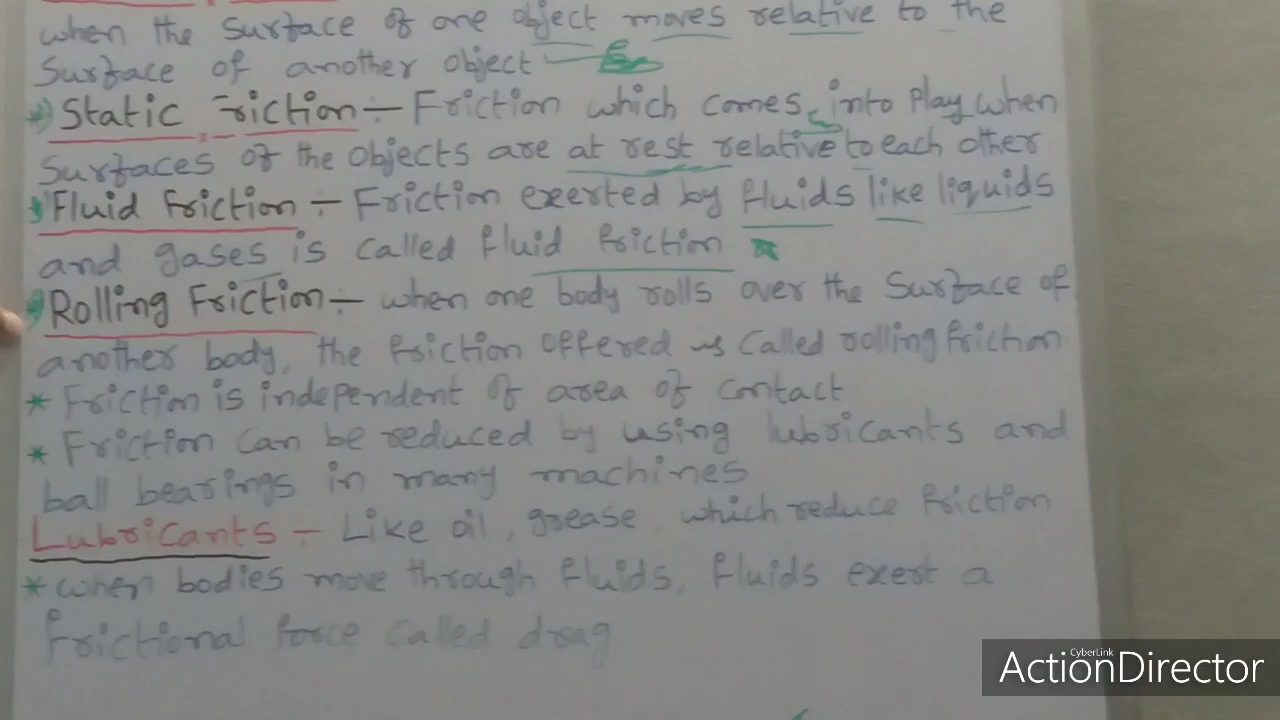 when the surface of one object moves relative to the
surface of another object
Static Friction :- Friction which comes into play when
surfaces of the objects are at rest relative to each other
Fluid friction :- Friction exerted by fluids like liquids
and gases is called fluid friction
Rolling Friction :- when one body rolls over the surface of
another body, the friction offered is called rolling friction
* Friction is independent of area of contact
* Friction can be reduced by using lubricants and
ball bearings in many machines
Lubricants - Like oil, grease, which reduce friction
* when bodies move through fluids, fluids exert a
frictional force called drag
CyberLink
ActionDirector